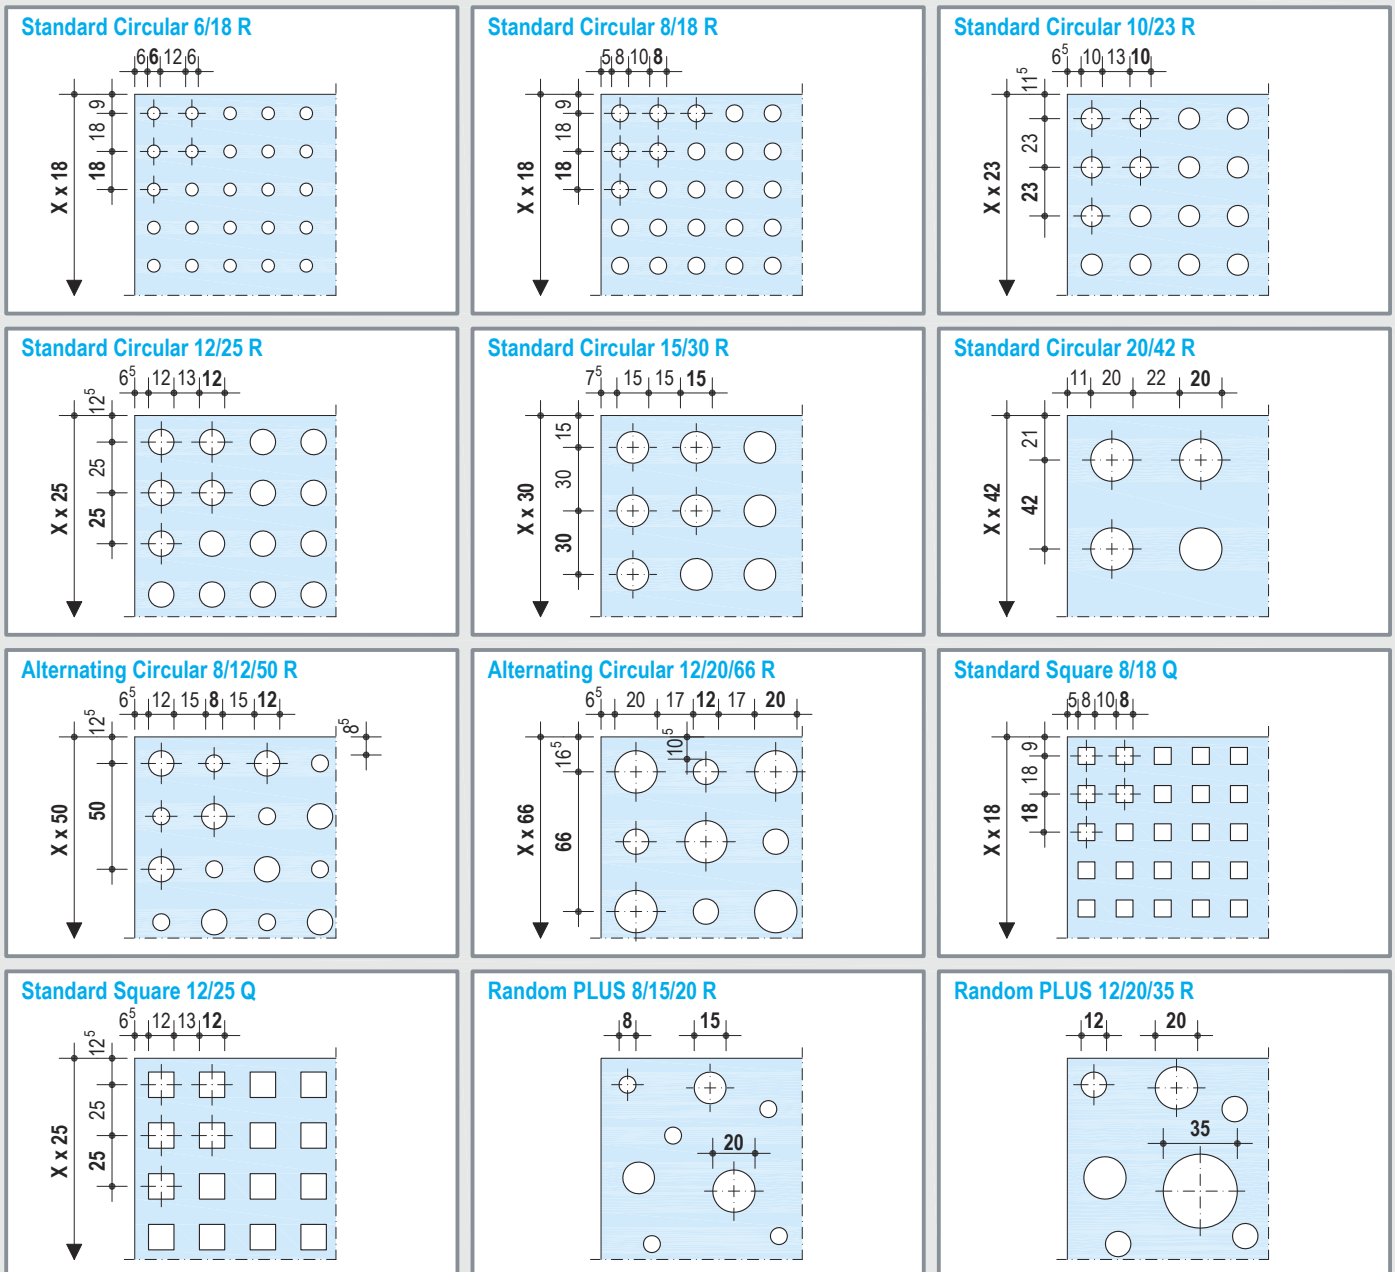 Standard Circular 6/18 R
6 6 12 6
9
18
18
X x 18
Standard Circular 8/18 R
5 8 10 8
9
18
18
X x 18
Standard Circular 10/23 R
6⁵ 10 13 10
11⁵
23
23
X x 23
Standard Circular 12/25 R
6⁵ 12 13 12
12⁵
25
25
X x 25
Standard Circular 15/30 R
7⁵ 15 15 15
15
30
30
X x 30
Standard Circular 20/42 R
11 20 22 20
21
42
X x 42
Alternating Circular 8/12/50 R
6⁵ 12 15 8 15 12
12⁵
8⁵
50
X x 50
Alternating Circular 12/20/66 R
6⁵ 20 17 12 17 20
16⁵
10⁵
66
X x 66
Standard Square 8/18 Q
5 8 10 8
9
18
18
X x 18
Standard Square 12/25 Q
6⁵ 12 13 12
12⁵
25
25
X x 25
Random PLUS 8/15/20 R
8 15
20
Random PLUS 12/20/35 R
12 20
35